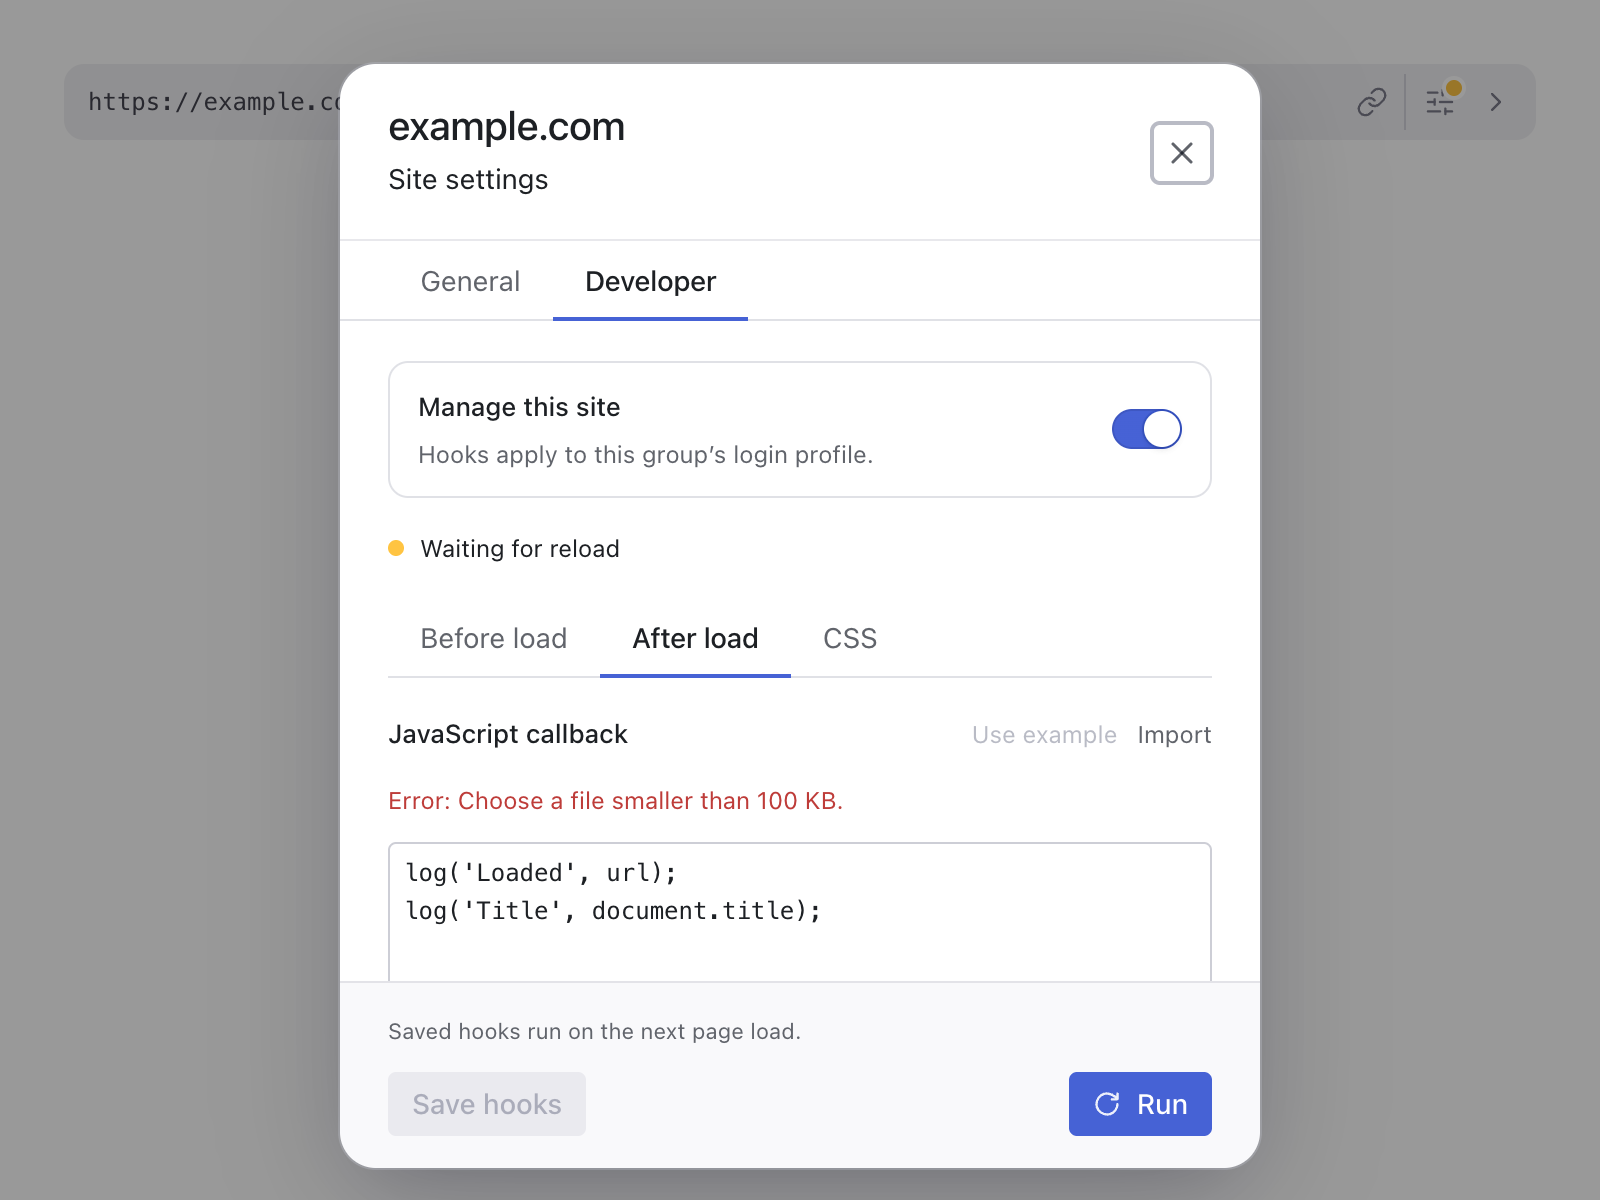 https://example.co
example.com
Site settings
General
Developer
Manage this site
Hooks apply to this group’s login profile.
Waiting for reload
Before load
After load
CSS
JavaScript callback
Use example
Import
Error: Choose a file smaller than 100 KB.
log('Loaded', url);
log('Title', document.title);
Saved hooks run on the next page load.
Save hooks
Run